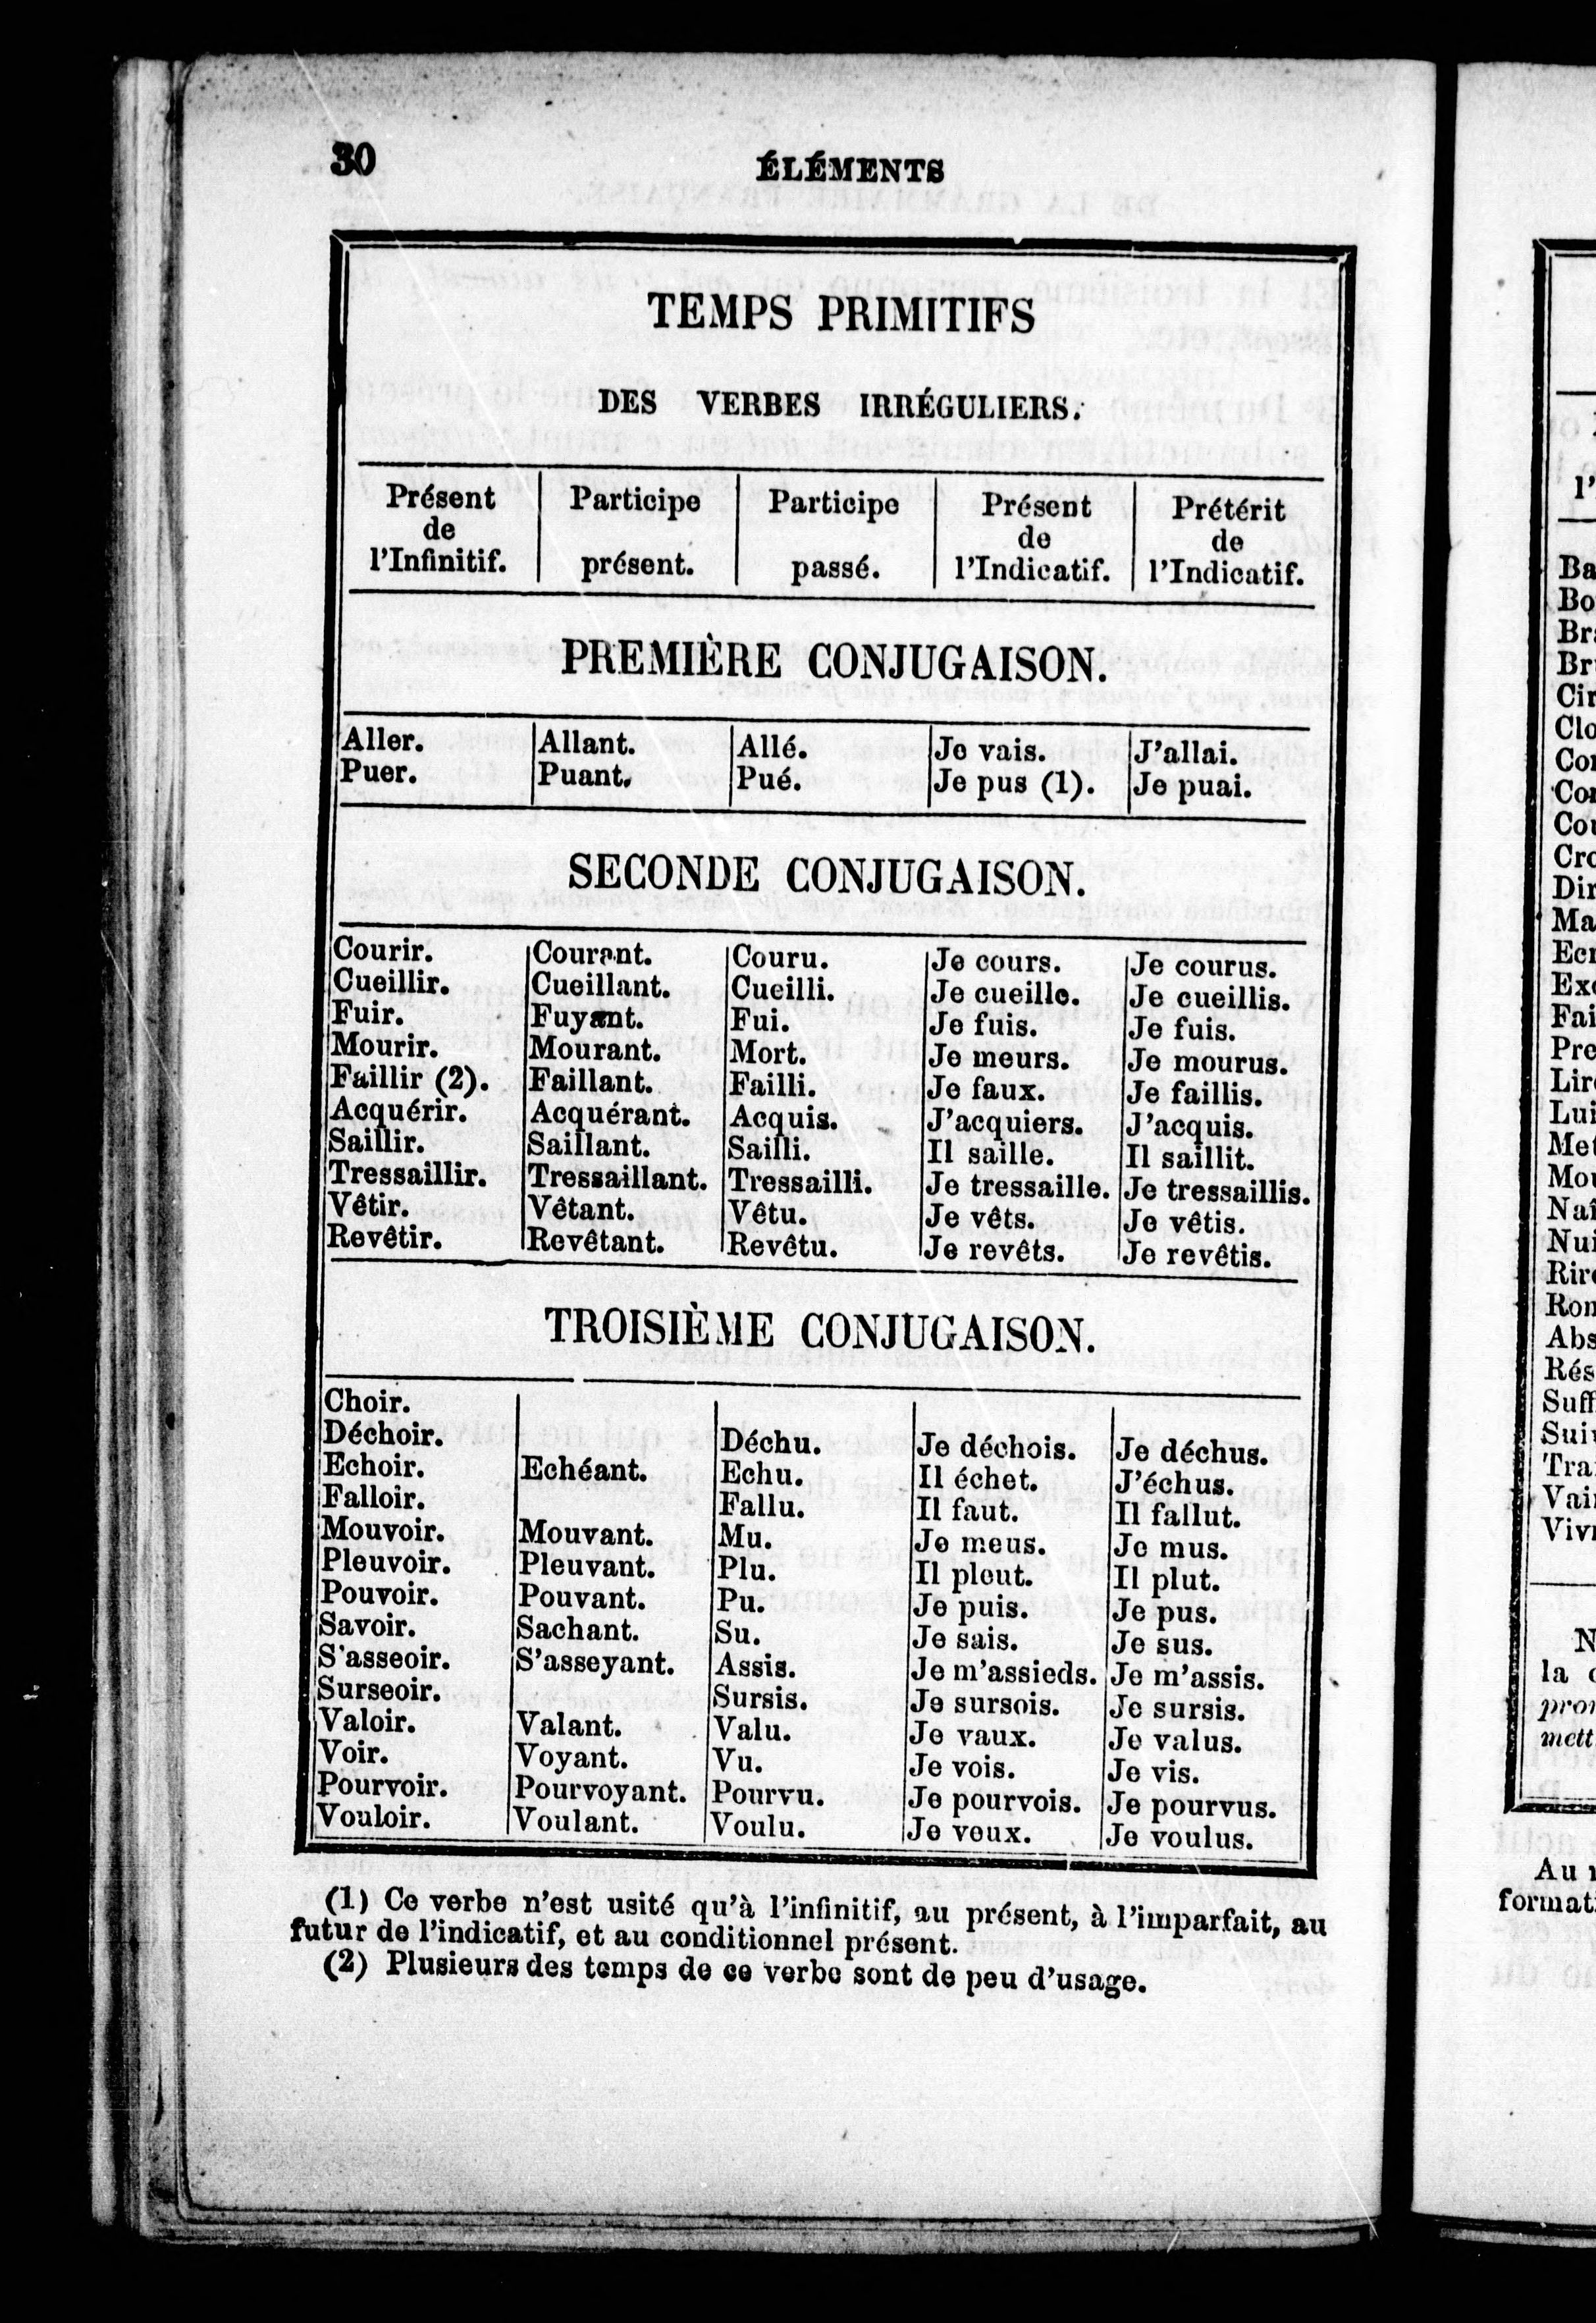 30 ÉLÉMENTS
TEMPS PRIMITIFS
DES VERBES IRRÉGULIERS.
Présent Participe Participe Présent Prétérit
de de de
l'Infinitif. présent. passé. l'Indicatif. l'Indicatif.
PREMIÈRE CONJUGAISON.
Aller. Allant. Allé. Je vais. J'allai.
Puer. Puant. Pué. Je pus (1). Je puai.
SECONDE CONJUGAISON.
Courir. Courant. Couru. Je cours. Je courus.
Cueillir. Cueillant. Cueilli. Je cueille. Je cueillis.
Fuir. Fuyant. Fui. Je fuis. Je fuis.
Mourir. Mourant. Mort. Je meurs. Je mourus.
Faillir (2). Faillant. Failli. Je faux. Je faillis.
Acquérir. Acquérant. Acquis. J'acquiers. J'acquis.
Saillir. Saillant. Sailli. Il saille. Il saillit.
Tressaillir. Tressaillant. Tressailli. Je tressaille. Je tressaillis.
Vêtir. Vêtant. Vêtu. Je vêts. Je vêtis.
Revêtir. Revêtant. Revêtu. Je revêts. Je revêtis.
TROISIÈME CONJUGAISON.
Choir.
Déchoir. Déchu. Je déchois. Je déchus.
Echoir. Echéant. Echu. Il échet. J'échus.
Falloir. Fallu. Il faut. Il fallut.
Mouvoir. Mouvant. Mu. Je meus. Je mus.
Pleuvoir. Pleuvant. Plu. Il pleut. Il plut.
Pouvoir. Pouvant. Pu. Je puis. Je pus.
Savoir. Sachant. Su. Je sais. Je sus.
S'asseoir. S'asseyant. Assis. Je m'assieds. Je m'assis.
Surseoir. Sursis. Je sursois. Je sursis.
Valoir. Valant. Valu. Je vaux. Je valus.
Voir. Voyant. Vu. Je vois. Je vis.
Pourvoir. Pourvoyant. Pourvu. Je pourvois. Je pourvus.
Vouloir. Voulant. Voulu. Je veux. Je voulus.
(1) Ce verbe n'est usité qu'à l'infinitif, au présent, à l'imparfait, au
futur de l'indicatif, et au conditionnel présent.
(2) Plusieurs des temps de ce verbe sont de peu d'usage.